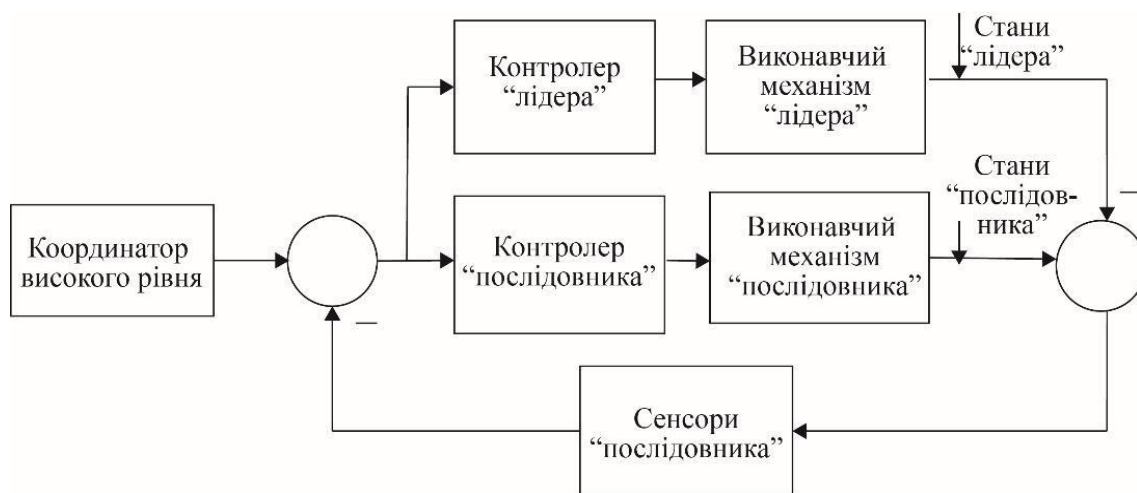 Контролер
“лідера”
Виконавчий
механізм
“лідера”
Стани
“лідера”
Координатор
високого рівня
Контролер
“послідовника”
Виконавчий
механізм
“послідовника”
Стани
“послідов-
ника”
Сенсори
“послідовника”